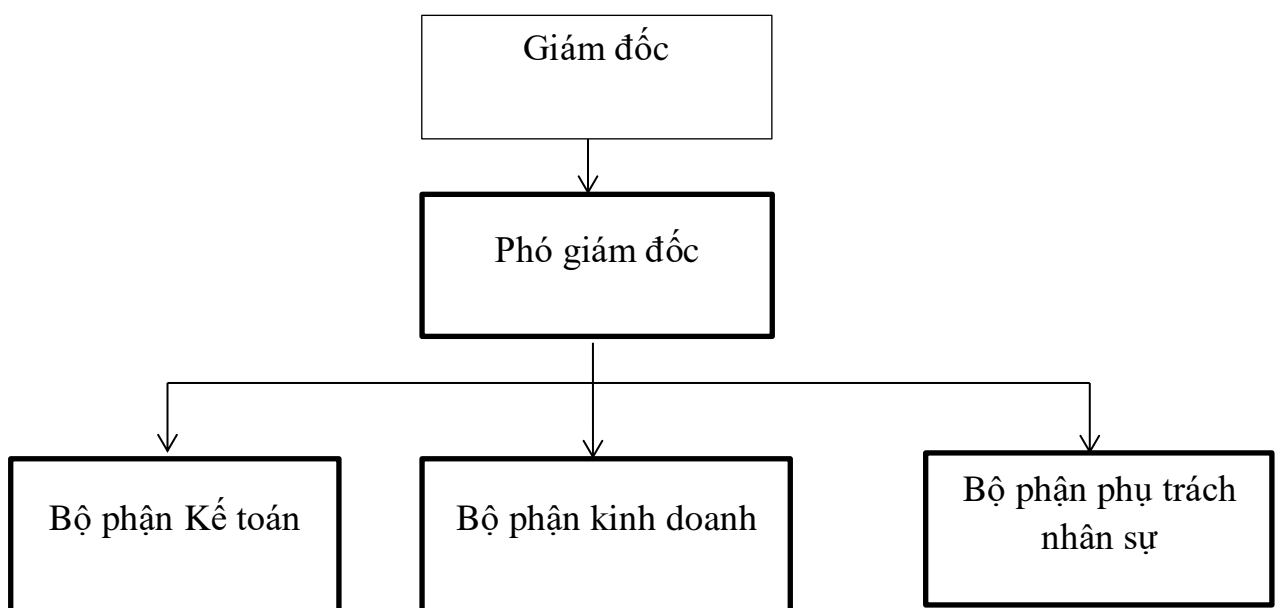 Giám đốc
Phó giám đốc
Bộ phận Kế toán
Bộ phận kinh doanh
Bộ phận phụ trách
nhân sự